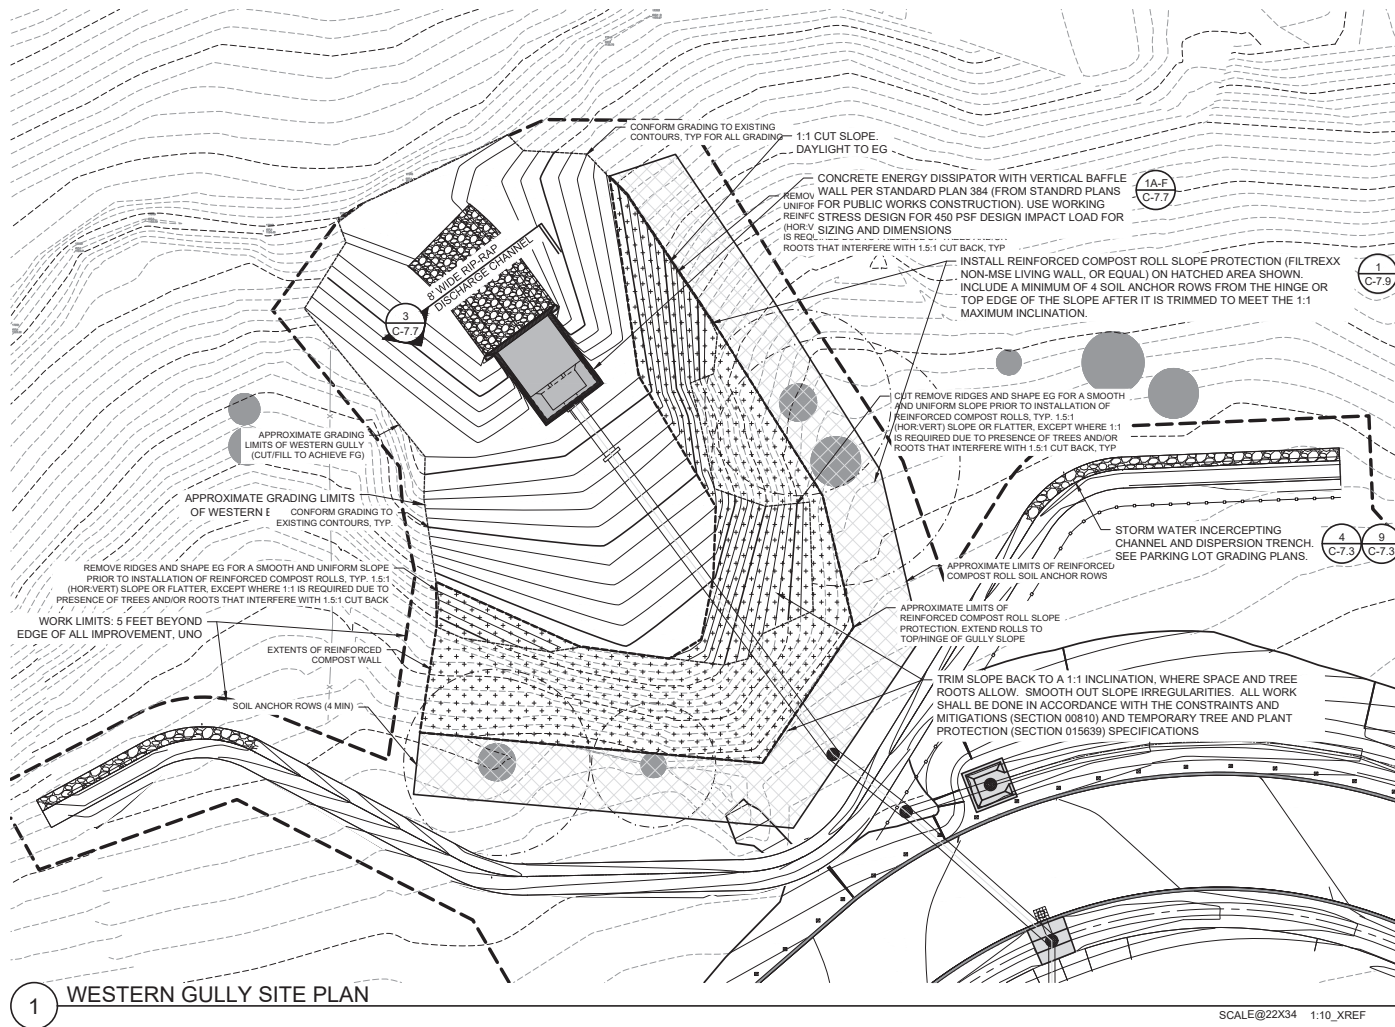 CONFORM GRADING TO EXISTING
CONTOURS, TYP FOR ALL GRADING
1:1 CUT SLOPE.
DAYLIGHT TO EG
CONCRETE ENERGY DISSIPATOR WITH VERTICAL BAFFLE
WALL PER STANDARD PLAN 384 (FROM STANDRD PLANS
FOR PUBLIC WORKS CONSTRUCTION). USE WORKING
STRESS DESIGN FOR 450 PSF DESIGN IMPACT LOAD FOR
SIZING AND DIMENSIONS
1A-F
C-7.7
ROOTS THAT INTERFERE WITH 1.5:1 CUT BACK, TYP
INSTALL REINFORCED COMPOST ROLL SLOPE PROTECTION (FILTREXX
NON-MSE LIVING WALL, OR EQUAL) ON HATCHED AREA SHOWN.
INCLUDE A MINIMUM OF 4 SOIL ANCHOR ROWS FROM THE HINGE OR
TOP EDGE OF THE SLOPE AFTER IT IS TRIMMED TO MEET THE 1:1
MAXIMUM INCLINATION.
1
C-7.9
8' WIDE RIP-RAP
DISCHARGE CHANNEL
3
C-7.7
CUT REMOVE RIDGES AND SHAPE EG FOR A SMOOTH
AND UNIFORM SLOPE PRIOR TO INSTALLATION OF
REINFORCED COMPOST ROLLS, TYP. 1.5:1
(HOR:VERT) SLOPE OR FLATTER, EXCEPT WHERE 1:1
IS REQUIRED DUE TO PRESENCE OF TREES AND/OR
ROOTS THAT INTERFERE WITH 1.5:1 CUT BACK, TYP
APPROXIMATE GRADING
LIMITS OF WESTERN GULLY
(CUT/FILL TO ACHIEVE FG)
APPROXIMATE GRADING LIMITS
OF WESTERN
CONFORM GRADING TO
EXISTING CONTOURS, TYP.
STORM WATER INCERCEPTING
CHANNEL AND DISPERSION TRENCH.
SEE PARKING LOT GRADING PLANS.
4
C-7.3
9
C-7.3
REMOVE RIDGES AND SHAPE EG FOR A SMOOTH AND UNIFORM SLOPE
PRIOR TO INSTALLATION OF REINFORCED COMPOST ROLLS, TYP. 1.5:1
(HOR:VERT) SLOPE OR FLATTER, EXCEPT WHERE 1:1 IS REQUIRED DUE TO
PRESENCE OF TREES AND/OR ROOTS THAT INTERFERE WITH 1.5:1 CUT BACK
APPROXIMATE LIMITS OF REINFORCED
COMPOST ROLL SOIL ANCHOR ROWS
WORK LIMITS: 5 FEET BEYOND
EDGE OF ALL IMPROVEMENT, UNO
APPROXIMATE LIMITS OF
REINFORCED COMPOST ROLL SLOPE
PROTECTION. EXTEND ROLLS TO
TOP/HINGE OF GULLY SLOPE
EXTENTS OF REINFORCED
COMPOST WALL
SOIL ANCHOR ROWS (4 MIN)
TRIM SLOPE BACK TO A 1:1 INCLINATION, WHERE SPACE AND TREE
ROOTS ALLOW. SMOOTH OUT SLOPE IRREGULARITIES. ALL WORK
SHALL BE DONE IN ACCORDANCE WITH THE CONSTRAINTS AND
MITIGATIONS (SECTION 00810) AND TEMPORARY TREE AND PLANT
PROTECTION (SECTION 015639) SPECIFICATIONS
1
WESTERN GULLY SITE PLAN
SCALE@22X34 1:10_XREF